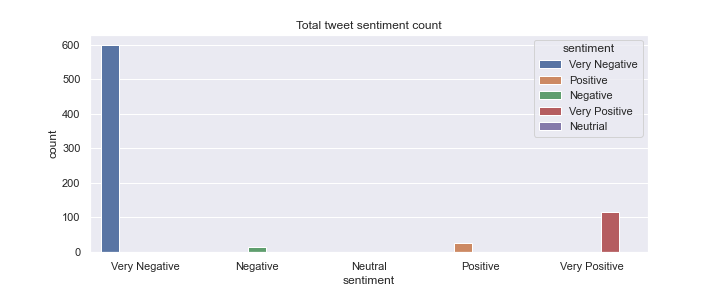 Total tweet sentiment count
sentiment
Very Negative
Positive
Negative
Very Positive
Neutrial
600
500
400
300
200
100
0
count
Very Negative Negative Neutral Positive Very Positive
sentiment